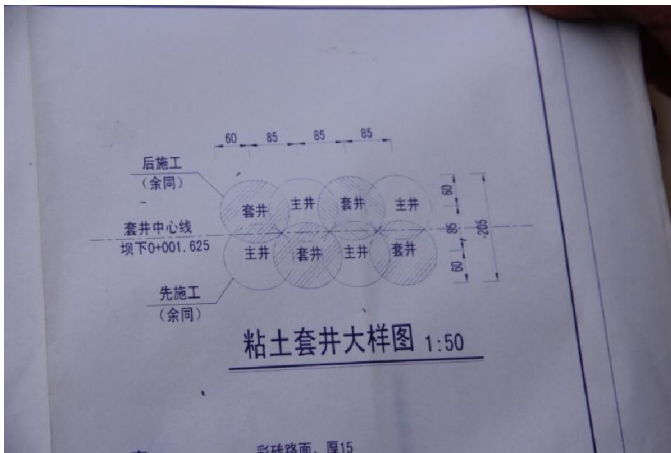 60 85 85 85
后施工
（余同）
套井 主井 套井 主井
60
85
60
205
套井中心线
坝下0+001.625
主井 套井 主井 套井
先施工
（余同）
粘土套井大样图 1:50
彩砖路面，厚15